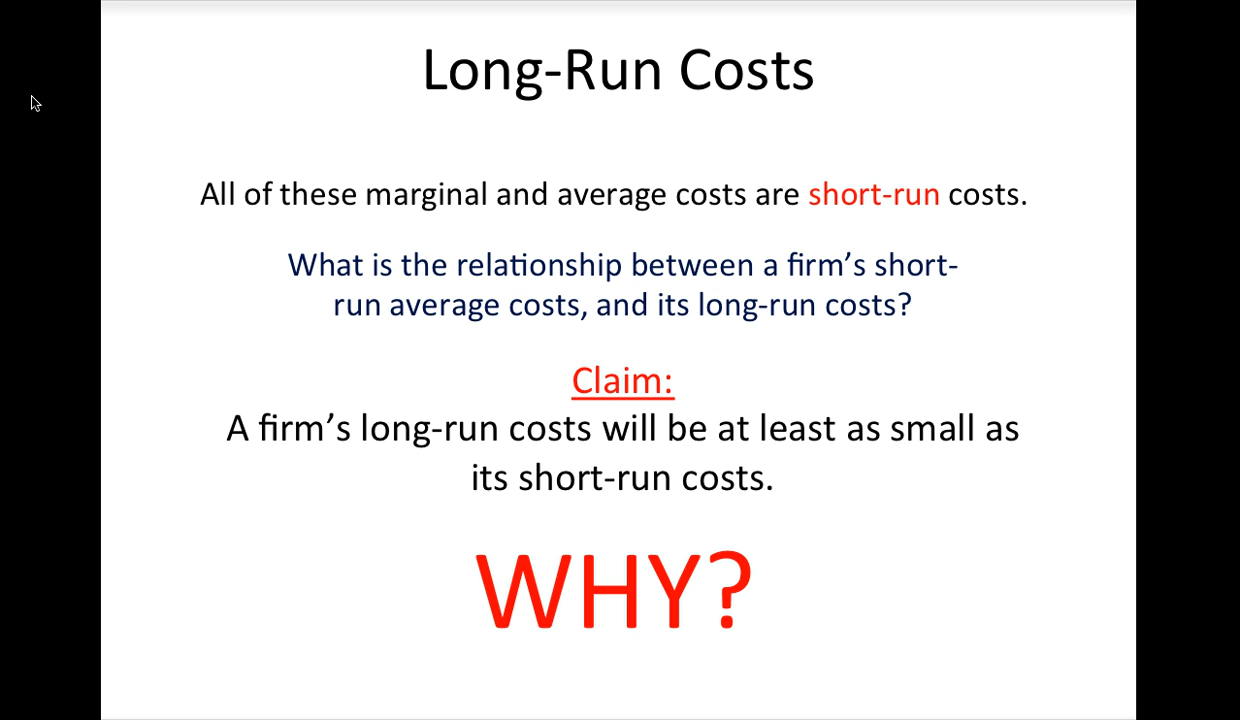 Long-Run Costs
All of these marginal and average costs are short-run costs.
What is the relationship between a firm’s short-
run average costs, and its long-run costs?
Claim:
A firm’s long-run costs will be at least as small as
its short-run costs.
WHY?